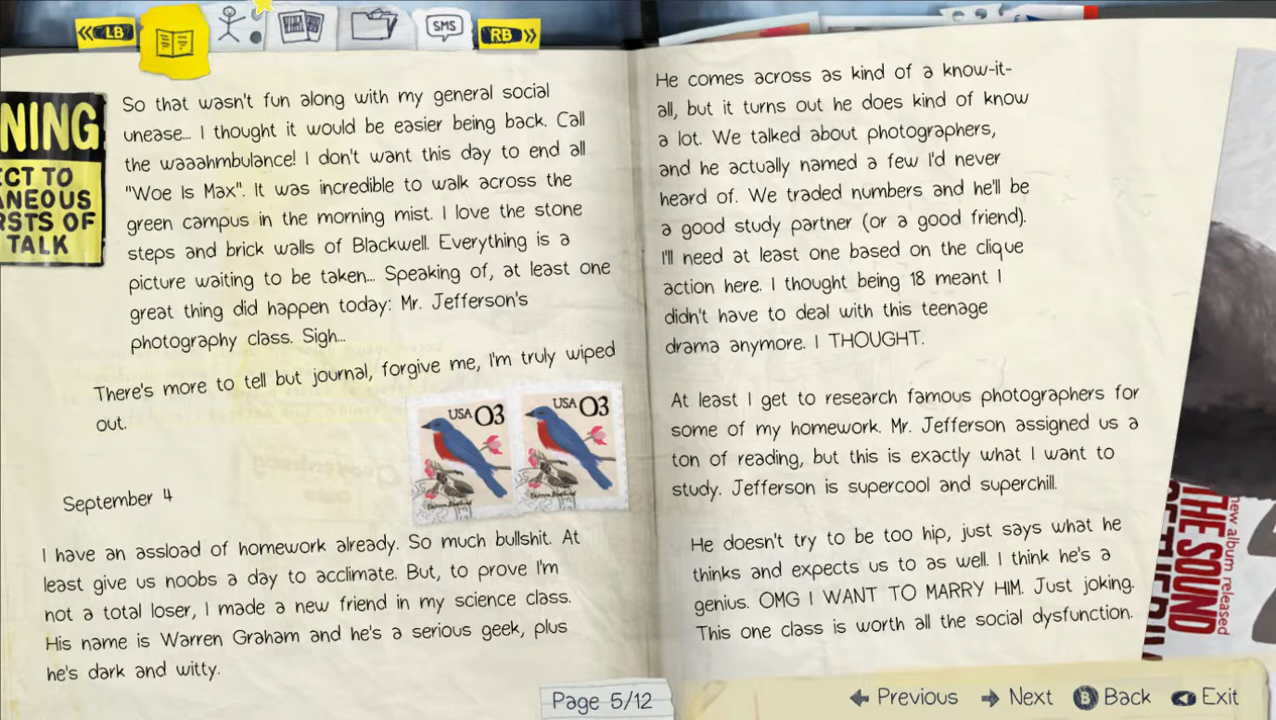 LB
SMS
RB
NING
ECT TO
ANEOUS
RSTS OF
TALK
So that wasn't fun along with my general social
unease... I thought it would be easier being back. Call
the waaahmbulance! I don't want this day to end all
"Woe Is Max". It was incredible to walk across the
green campus in the morning mist. I love the stone
steps and brick walls of Blackwell. Everything is a
picture waiting to be taken... Speaking of, at least one
great thing did happen today: Mr. Jefferson's
photography class. Sigh...
There's more to tell but journal, forgive me, I'm truly wiped
out.
USA 03
USA 03
September 4
I have an assload of homework already. So much bullshit. At
least give us noobs a day to acclimate. But, to prove I'm
not a total loser, I made a new friend in my science class.
His name is Warren Graham and he's a serious geek, plus
he's dark and witty.
He comes across as kind of a know-it-
all, but it turns out he does kind of know
a lot. We talked about photographers,
and he actually named a few I'd never
heard of. We traded numbers and he'll be
a good study partner (or a good friend).
I'll need at least one based on the clique
action here. I thought being 18 meant I
didn't have to deal with this teenage
drama anymore. I THOUGHT.
At least I get to research famous photographers for
some of my homework. Mr. Jefferson assigned us a
ton of reading, but this is exactly what I want to
study. Jefferson is supercool and superchill.
He doesn't try to be too hip, just says what he
thinks and expects us to as well. I think he's a
genius. OMG I WANT TO MARRY HIM. Just joking.
This one class is worth all the social dysfunction.
new album released
THE SOUND
Page 5/12
Previous
Next
B Back
Exit